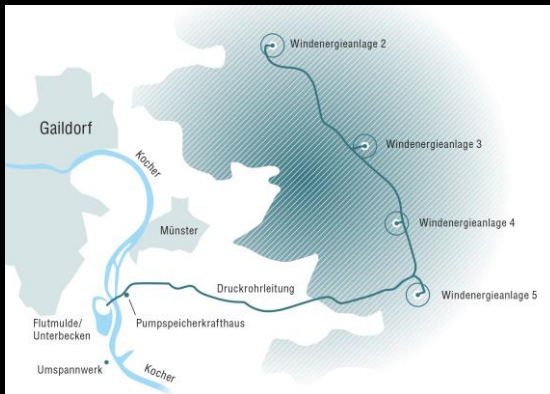 Windenergieanlage 2
Gaildorf
Kocher
Windenergieanlage 3
Münster
Windenergieanlage 4
Druckrohrleitung
Windenergieanlage 5
Flutmulde/
Unterbecken
Pumpspeicherkrafthaus
Umspannwerk
Kocher